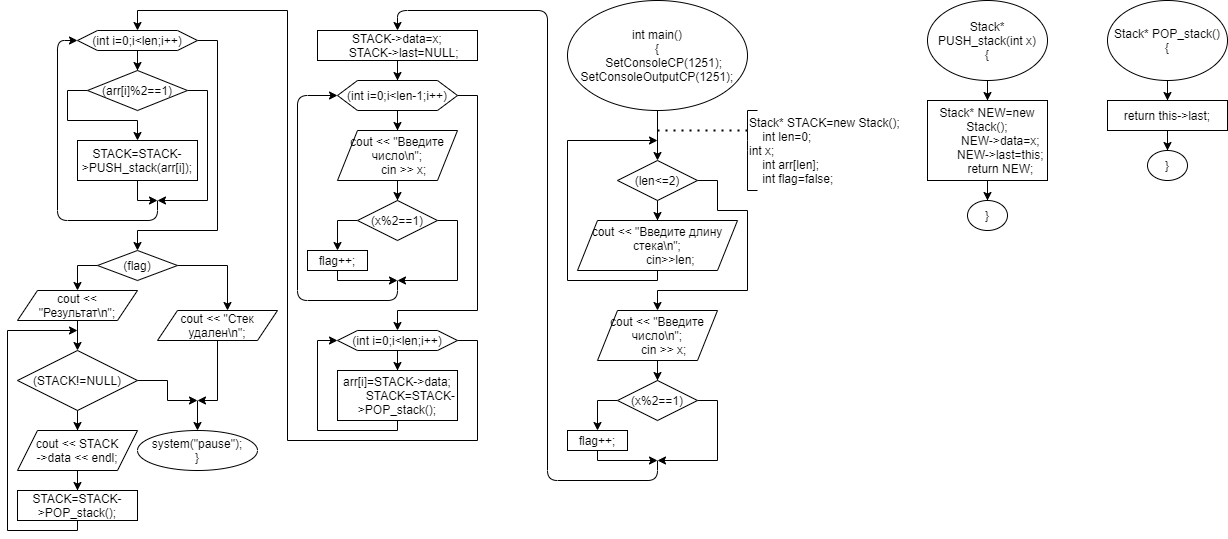 int main()
{
SetConsoleCP(1251);
SetConsoleOutputCP(1251);
Stack* STACK=new Stack();
int len=0;
int x;
int arr[len];
int flag=false;
(len<=2)
cout << "Введите длину
стека\n";
cin>>len;
cout << "Введите
число\n";
cin >> x;
(x%2==1)
flag++;
STACK->data=x;
STACK->last=NULL;
(int i=0;i<len-1;i++)
cout << "Введите
число\n";
cin >> x;
(x%2==1)
flag++;
(int i=0;i<len;i++)
arr[i]=STACK->data;
STACK=STACK-
>POP_stack();
(int i=0;i<len;i++)
(arr[i]%2==1)
STACK=STACK-
>PUSH_stack(arr[i]);
(flag)
cout <<
"Результат\n";
cout << "Стек
удален\n";
(STACK!=NULL)
cout << STACK
->data << endl;
STACK=STACK-
>POP_stack();
system("pause");
}
Stack*
PUSH_stack(int x)
{
Stack* NEW=new
Stack();
NEW->data=x;
NEW->last=this;
return NEW;
}
Stack* POP_stack()
{
return this->last;
}